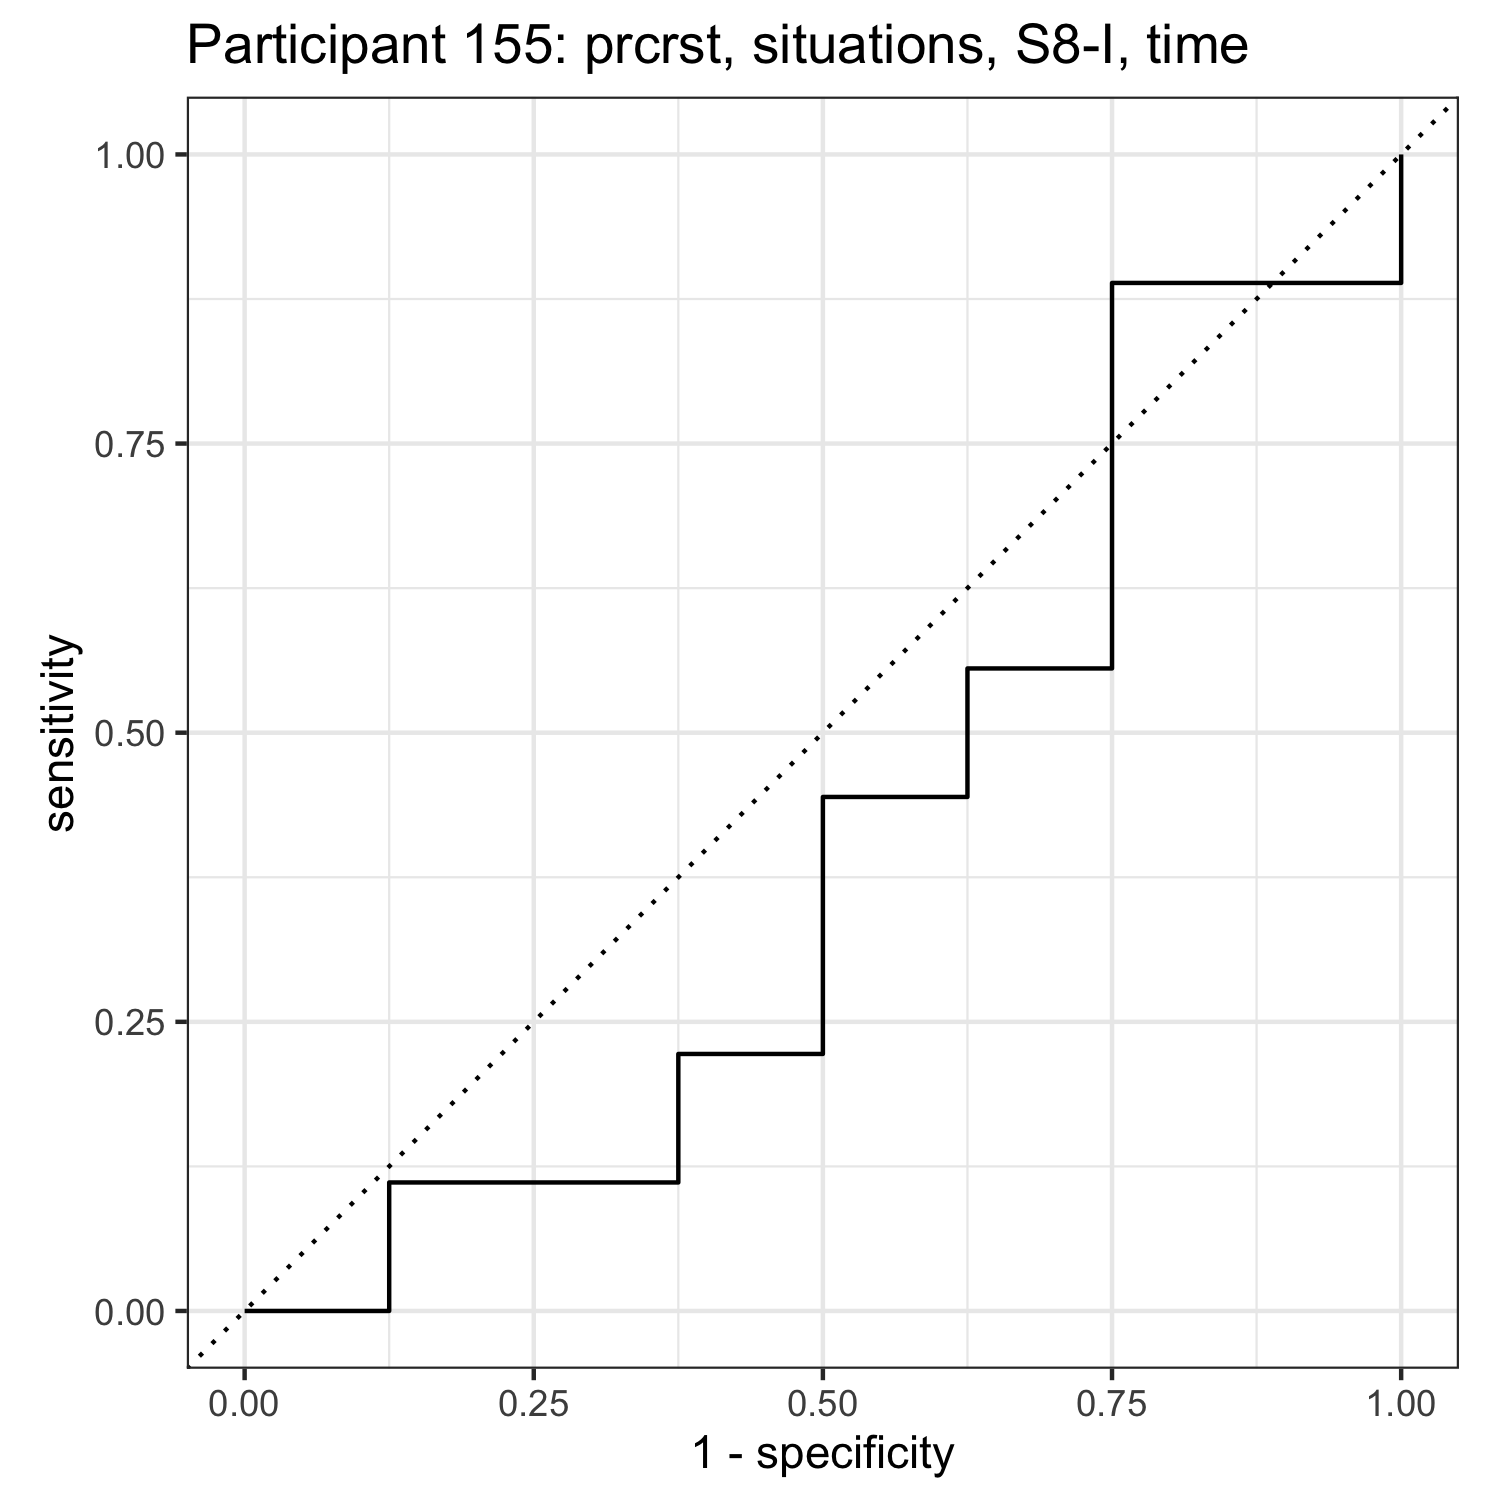 Participant 155: prcrst, situations, S8-I, time
1.00
0.75
0.50
0.25
0.00
sensitivity
0.00 0.25 0.50 0.75 1.00
1 - specificity